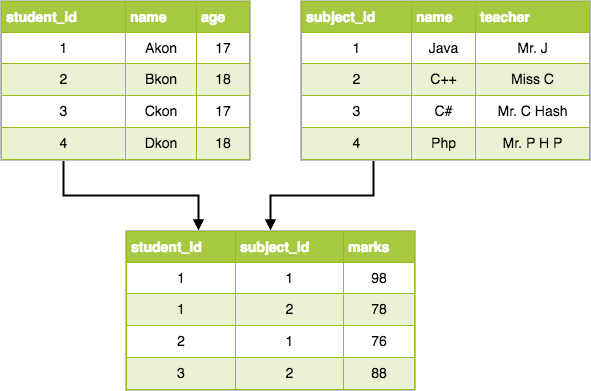 student_id name age
1 Akon 17
2 Bkon 18
3 Ckon 17
4 Dkon 18
subject_id name teacher
1 Java Mr. J
2 C++ Miss C
3 C# Mr. C Hash
4 Php Mr. P H P
student_id subject_id marks
1 1 98
1 2 78
2 1 76
3 2 88